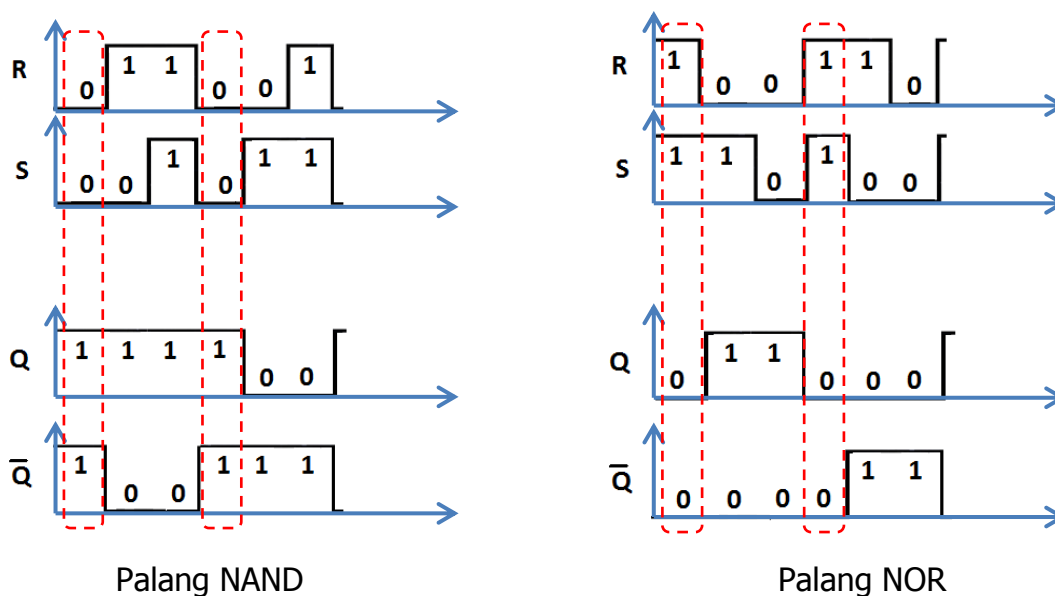 R 0 1 1 0 0 1
S 0 0 1 0 1 1
Q 1 1 1 1 0 0
Q̅ 1 0 0 1 1 1
Palang NAND
R 1 0 0 1 1 0
S 1 1 0 1 0 0
Q 0 1 1 0 0 0
Q̅ 0 0 0 0 1 1
Palang NOR